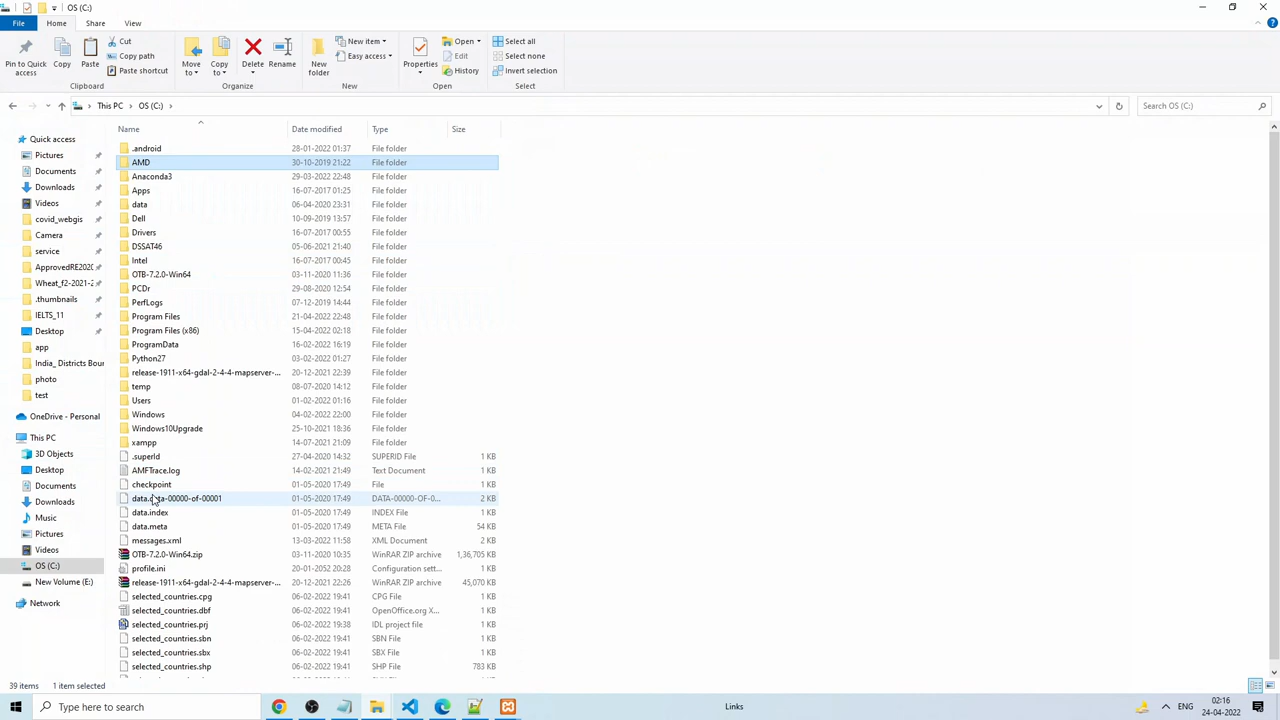 OS (C:)
File Home Share View
Pin to Quick access
Copy
Paste
Cut
Copy path
Paste shortcut
Clipboard
Move to
Copy to
Delete
Rename
Organize
New folder
New item
Easy access
New
Properties
Open
Edit
History
Open
Select all
Select none
Invert selection
Select
This PC > OS (C:) >
Search OS (C:)
Quick access
Pictures
Documents
Downloads
Videos
covid_webgis
Camera
service
ApprovedRE2020
Wheat_f2-2021-2
.thumbnails
IELTS_11
Desktop
app
India_ Districts Bour
photo
test
OneDrive - Personal
This PC
3D Objects
Desktop
Documents
Downloads
Music
Pictures
Videos
OS (C:)
New Volume (E:)
Network
Name Date modified Type Size
.android 28-01-2022 01:37 File folder
AMD 30-10-2019 21:22 File folder
Anaconda3 29-03-2022 22:48 File folder
Apps 16-07-2017 01:25 File folder
data 06-04-2020 23:31 File folder
Dell 10-09-2019 13:57 File folder
Drivers 16-07-2017 00:55 File folder
DSSAT46 05-06-2021 21:40 File folder
Intel 16-07-2017 00:45 File folder
OTB-7.2.0-Win64 03-11-2020 11:36 File folder
PCDr 29-08-2020 12:54 File folder
PerfLogs 07-12-2019 14:44 File folder
Program Files 21-04-2022 22:48 File folder
Program Files (x86) 15-04-2022 02:18 File folder
ProgramData 16-02-2022 16:19 File folder
Python27 03-02-2022 01:27 File folder
release-1911-x64-gdal-2-4-4-mapserver-... 20-12-2021 22:39 File folder
temp 08-07-2020 14:12 File folder
Users 01-02-2022 01:16 File folder
Windows 04-02-2022 22:00 File folder
Windows10Upgrade 25-10-2021 18:36 File folder
xampp 14-07-2021 21:09 File folder
.superId 27-04-2020 14:32 SUPERID File 1 KB
AMFTrace.log 14-02-2021 21:49 Text Document 1 KB
checkpoint 01-05-2020 17:49 File 1 KB
data.data-00000-of-00001 01-05-2020 17:49 DATA-00000-OF-0... 2 KB
data.index 01-05-2020 17:49 INDEX File 1 KB
data.meta 01-05-2020 17:49 META File 54 KB
messages.xml 13-03-2022 11:58 XML Document 2 KB
OTB-7.2.0-Win64.zip 03-11-2020 10:35 WinRAR ZIP archive 1,36,705 KB
profile.ini 20-01-2052 20:28 Configuration sett... 1 KB
release-1911-x64-gdal-2-4-4-mapserver-... 20-12-2021 22:26 WinRAR ZIP archive 45,070 KB
selected_countries.cpg 06-02-2022 19:41 CPG File 1 KB
selected_countries.dbf 06-02-2022 19:41 OpenOffice.org X... 1 KB
selected_countries.prj 06-02-2022 19:38 IDL project file 1 KB
selected_countries.sbn 06-02-2022 19:41 SBN File 1 KB
selected_countries.sbx 06-02-2022 19:41 SBX File 1 KB
selected_countries.shp 06-02-2022 19:41 SHP File 783 KB
39 items 1 item selected
Type here to search
Links
ENG
02:16
24-04-2022